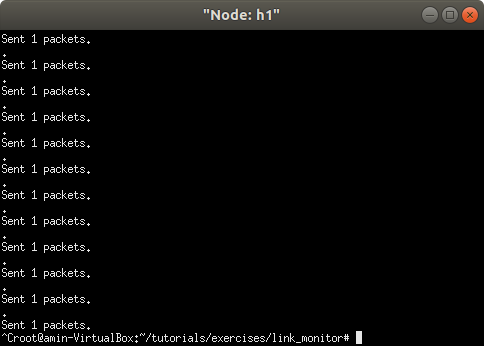 "Node: h1"
Sent 1 packets.
.
Sent 1 packets.
.
Sent 1 packets.
.
Sent 1 packets.
.
Sent 1 packets.
.
Sent 1 packets.
.
Sent 1 packets.
.
Sent 1 packets.
.
Sent 1 packets.
.
Sent 1 packets.
.
Sent 1 packets.
.
Sent 1 packets.
^Croot@amin-VirtualBox:~/tutorials/exercises/link_monitor#